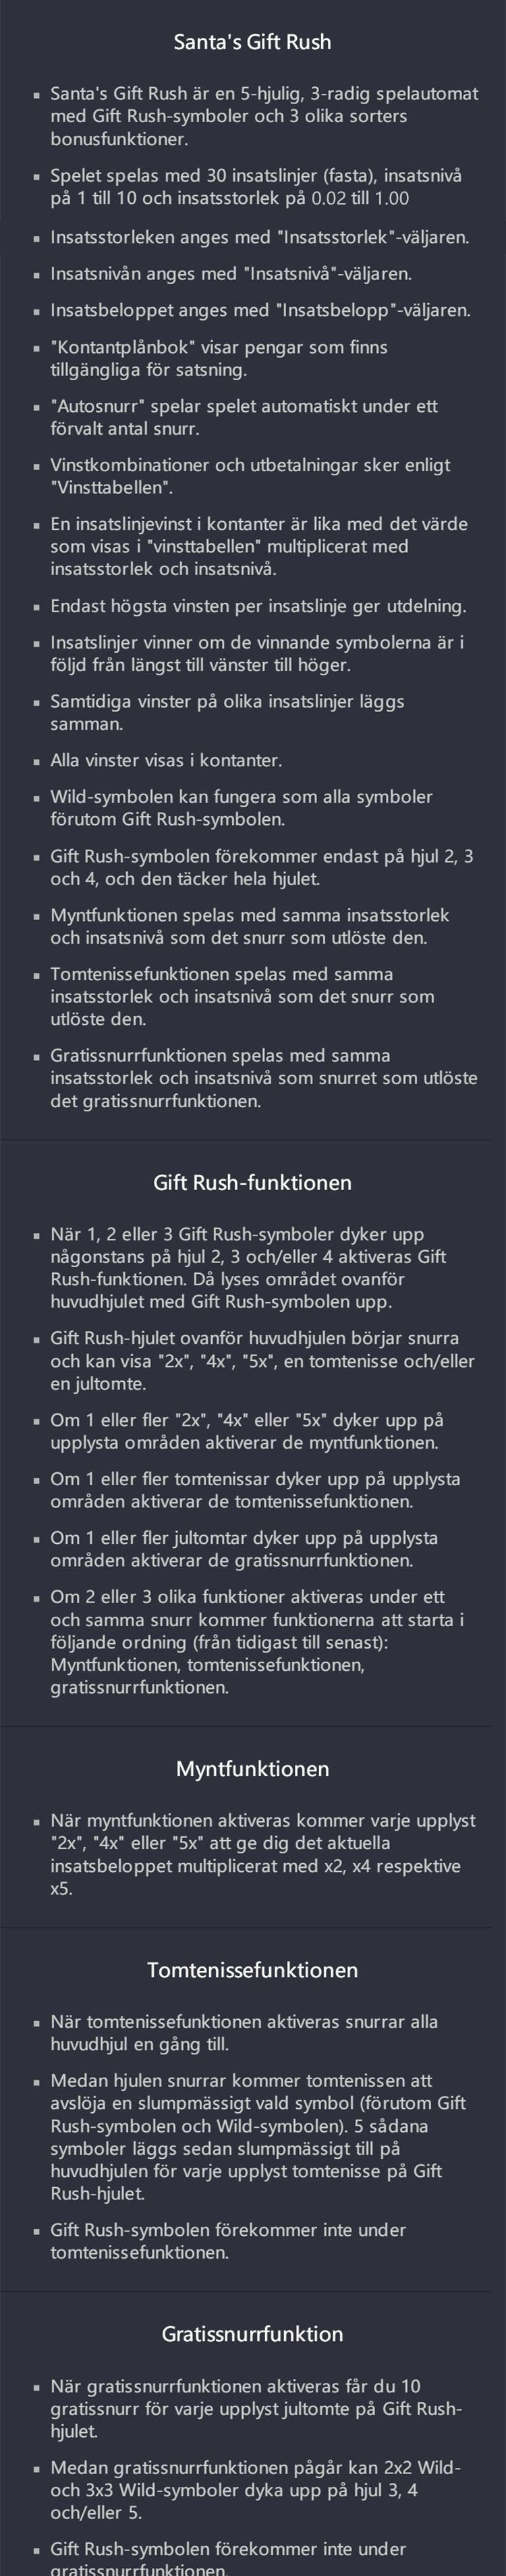 Santa's Gift Rush
▪ Santa's Gift Rush är en 5-hjulig, 3-radig spelautomat
med Gift Rush-symboler och 3 olika sorters
bonusfunktioner.
▪ Spelet spelas med 30 insatslinjer (fasta), insatsnivå
på 1 till 10 och insatsstorlek på 0.02 till 1.00
▪ Insatsstorleken anges med "Insatsstorlek"-väljaren.
▪ Insatsnivån anges med "Insatsnivå"-väljaren.
▪ Insatsbeloppet anges med "Insatsbelopp"-väljaren.
▪ "Kontantplånbok" visar pengar som finns
tillgängliga för satsning.
▪ "Autosnurr" spelar spelet automatiskt under ett
förvalt antal snurr.
▪ Vinstkombinationer och utbetalningar sker enligt
"Vinsttabellen".
▪ En insatslinjevinst i kontanter är lika med det värde
som visas i "vinsttabellen" multiplicerat med
insatsstorlek och insatsnivå.
▪ Endast högsta vinsten per insatslinje ger utdelning.
▪ Insatslinjer vinner om de vinnande symbolerna är i
följd från längst till vänster till höger.
▪ Samtidiga vinster på olika insatslinjer läggs
samman.
▪ Alla vinster visas i kontanter.
▪ Wild-symbolen kan fungera som alla symboler
förutom Gift Rush-symbolen.
▪ Gift Rush-symbolen förekommer endast på hjul 2, 3
och 4, och den täcker hela hjulet.
▪ Myntfunktionen spelas med samma insatsstorlek
och insatsnivå som det snurr som utlöste den.
▪ Tomtenissefunktionen spelas med samma
insatsstorlek och insatsnivå som det snurr som
utlöste den.
▪ Gratissnurrfunktionen spelas med samma
insatsstorlek och insatsnivå som snurret som utlöste
det gratissnurrfunktionen.
Gift Rush-funktionen
▪ När 1, 2 eller 3 Gift Rush-symboler dyker upp
någonstans på hjul 2, 3 och/eller 4 aktiveras Gift
Rush-funktionen. Då lyses området ovanför
huvudhjulet med Gift Rush-symbolen upp.
▪ Gift Rush-hjulet ovanför huvudhjulen börjar snurra
och kan visa "2x", "4x", "5x", en tomtenisse och/eller
en jultomte.
▪ Om 1 eller fler "2x", "4x" eller "5x" dyker upp på
upplysta områden aktiverar de myntfunktionen.
▪ Om 1 eller fler tomtenissar dyker upp på upplysta
områden aktiverar de tomtenissefunktionen.
▪ Om 1 eller fler jultomtar dyker upp på upplysta
områden aktiverar de gratissnurrfunktionen.
▪ Om 2 eller 3 olika funktioner aktiveras under ett
och samma snurr kommer funktionerna att starta i
följande ordning (från tidigast till senast):
Myntfunktionen, tomtenissefunktionen,
gratissnurrfunktionen.
Myntfunktionen
▪ När myntfunktionen aktiveras kommer varje upplyst
"2x", "4x" eller "5x" att ge dig det aktuella
insatsbeloppet multiplicerat med x2, x4 respektive
x5.
Tomtenissefunktionen
▪ När tomtenissefunktionen aktiveras snurrar alla
huvudhjul en gång till.
▪ Medan hjulen snurrar kommer tomtenissen att
avslöja en slumpmässigt vald symbol (förutom Gift
Rush-symbolen och Wild-symbolen). 5 sådana
symboler läggs sedan slumpmässigt till på
huvudhjulen för varje upplyst tomtenisse på Gift
Rush-hjulet.
▪ Gift Rush-symbolen förekommer inte under
tomtenissefunktionen.
Gratissnurrfunktion
▪ När gratissnurrfunktionen aktiveras får du 10
gratissnurr för varje upplyst jultomte på Gift Rush-
hjulet.
▪ Medan gratissnurrfunktionen pågår kan 2x2 Wild-
och 3x3 Wild-symboler dyka upp på hjul 3, 4
och/eller 5.
▪ Gift Rush-symbolen förekommer inte under
gratissnurrfunktionen.